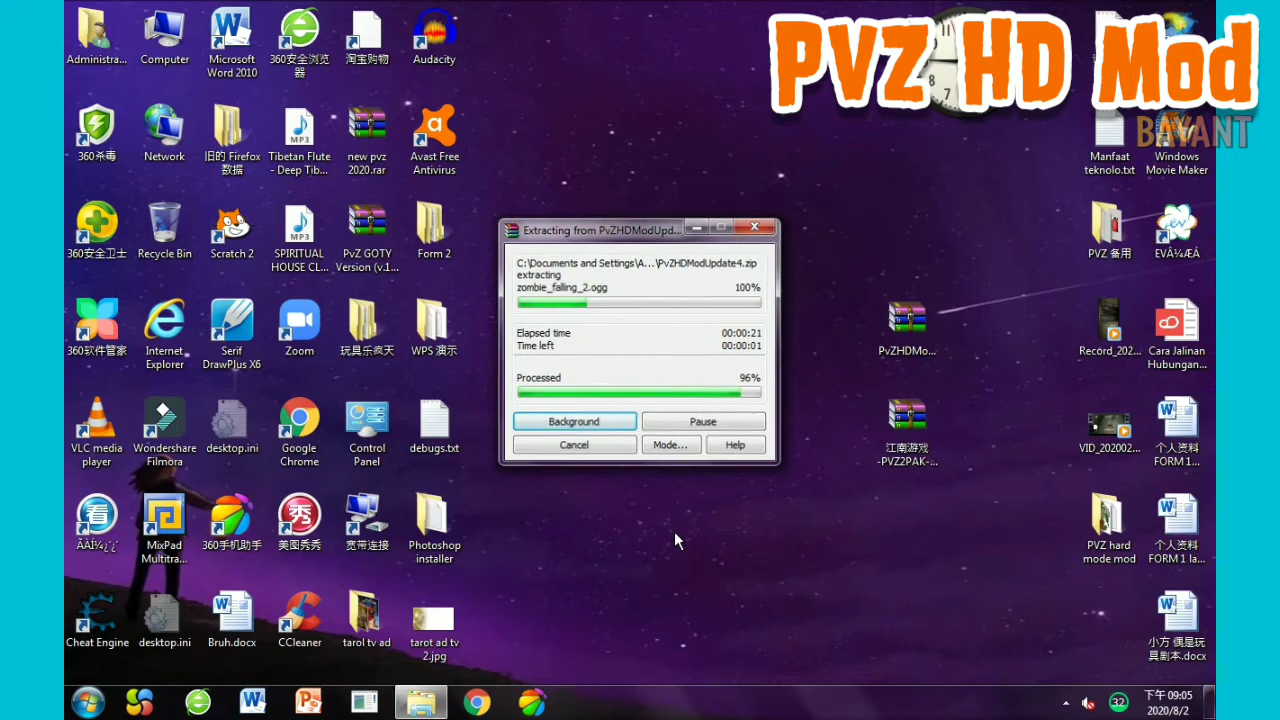 PVZ HD Mod
BAYANT
Administra...
Computer
Microsoft
Word 2010
360安全浏览
器
淘宝购物
Audacity
360杀毒
Network
旧的 Firefox
数据
Tibetan Flute
- Deep Tib...
new pvz
2020.rar
Avast Free
Antivirus
Manfaat
teknolo.txt
Windows
Movie Maker
360安全卫士
Recycle Bin
Scratch 2
SPIRITUAL
HOUSE CL...
PvZ GOTY
Version (v.1...
Form 2
PVZ 备用
EVÄ¼ÆÁ
Extracting from PvZHDModUpd...
C:\Documents and Settings\A...\PvZHDModUpdate4.zip
extracting
zombie_falling_2.ogg 100%
Elapsed time 00:00:21
Time left 00:00:01
Processed 96%
Background Pause
Cancel Mode... Help
360软件管家
Internet
Explorer
Serif
DrawPlus X6
Zoom
玩具乐疯天
WPS 演示
PvZHDMo...
Record_202...
Cara Jalinan
Hubungan...
VLC media
player
Wondershare
Filmora
desktop.ini
Google
Chrome
Control
Panel
debugs.txt
江南游戏
-PVZ2PAK-...
VID_202002...
个人资料
FORM 1...
MixPad
Multitra...
360手机助手
美图秀秀
宽带连接
Photoshop
installer
PVZ hard
mode mod
个人资料
FORM 1 la...
Cheat Engine
desktop.ini
Bruh.docx
CCleaner
tarol tv ad
tarot ad tv
2.jpg
小方 偶是玩
具剧本.docx
32
下午 09:05
2020/8/2